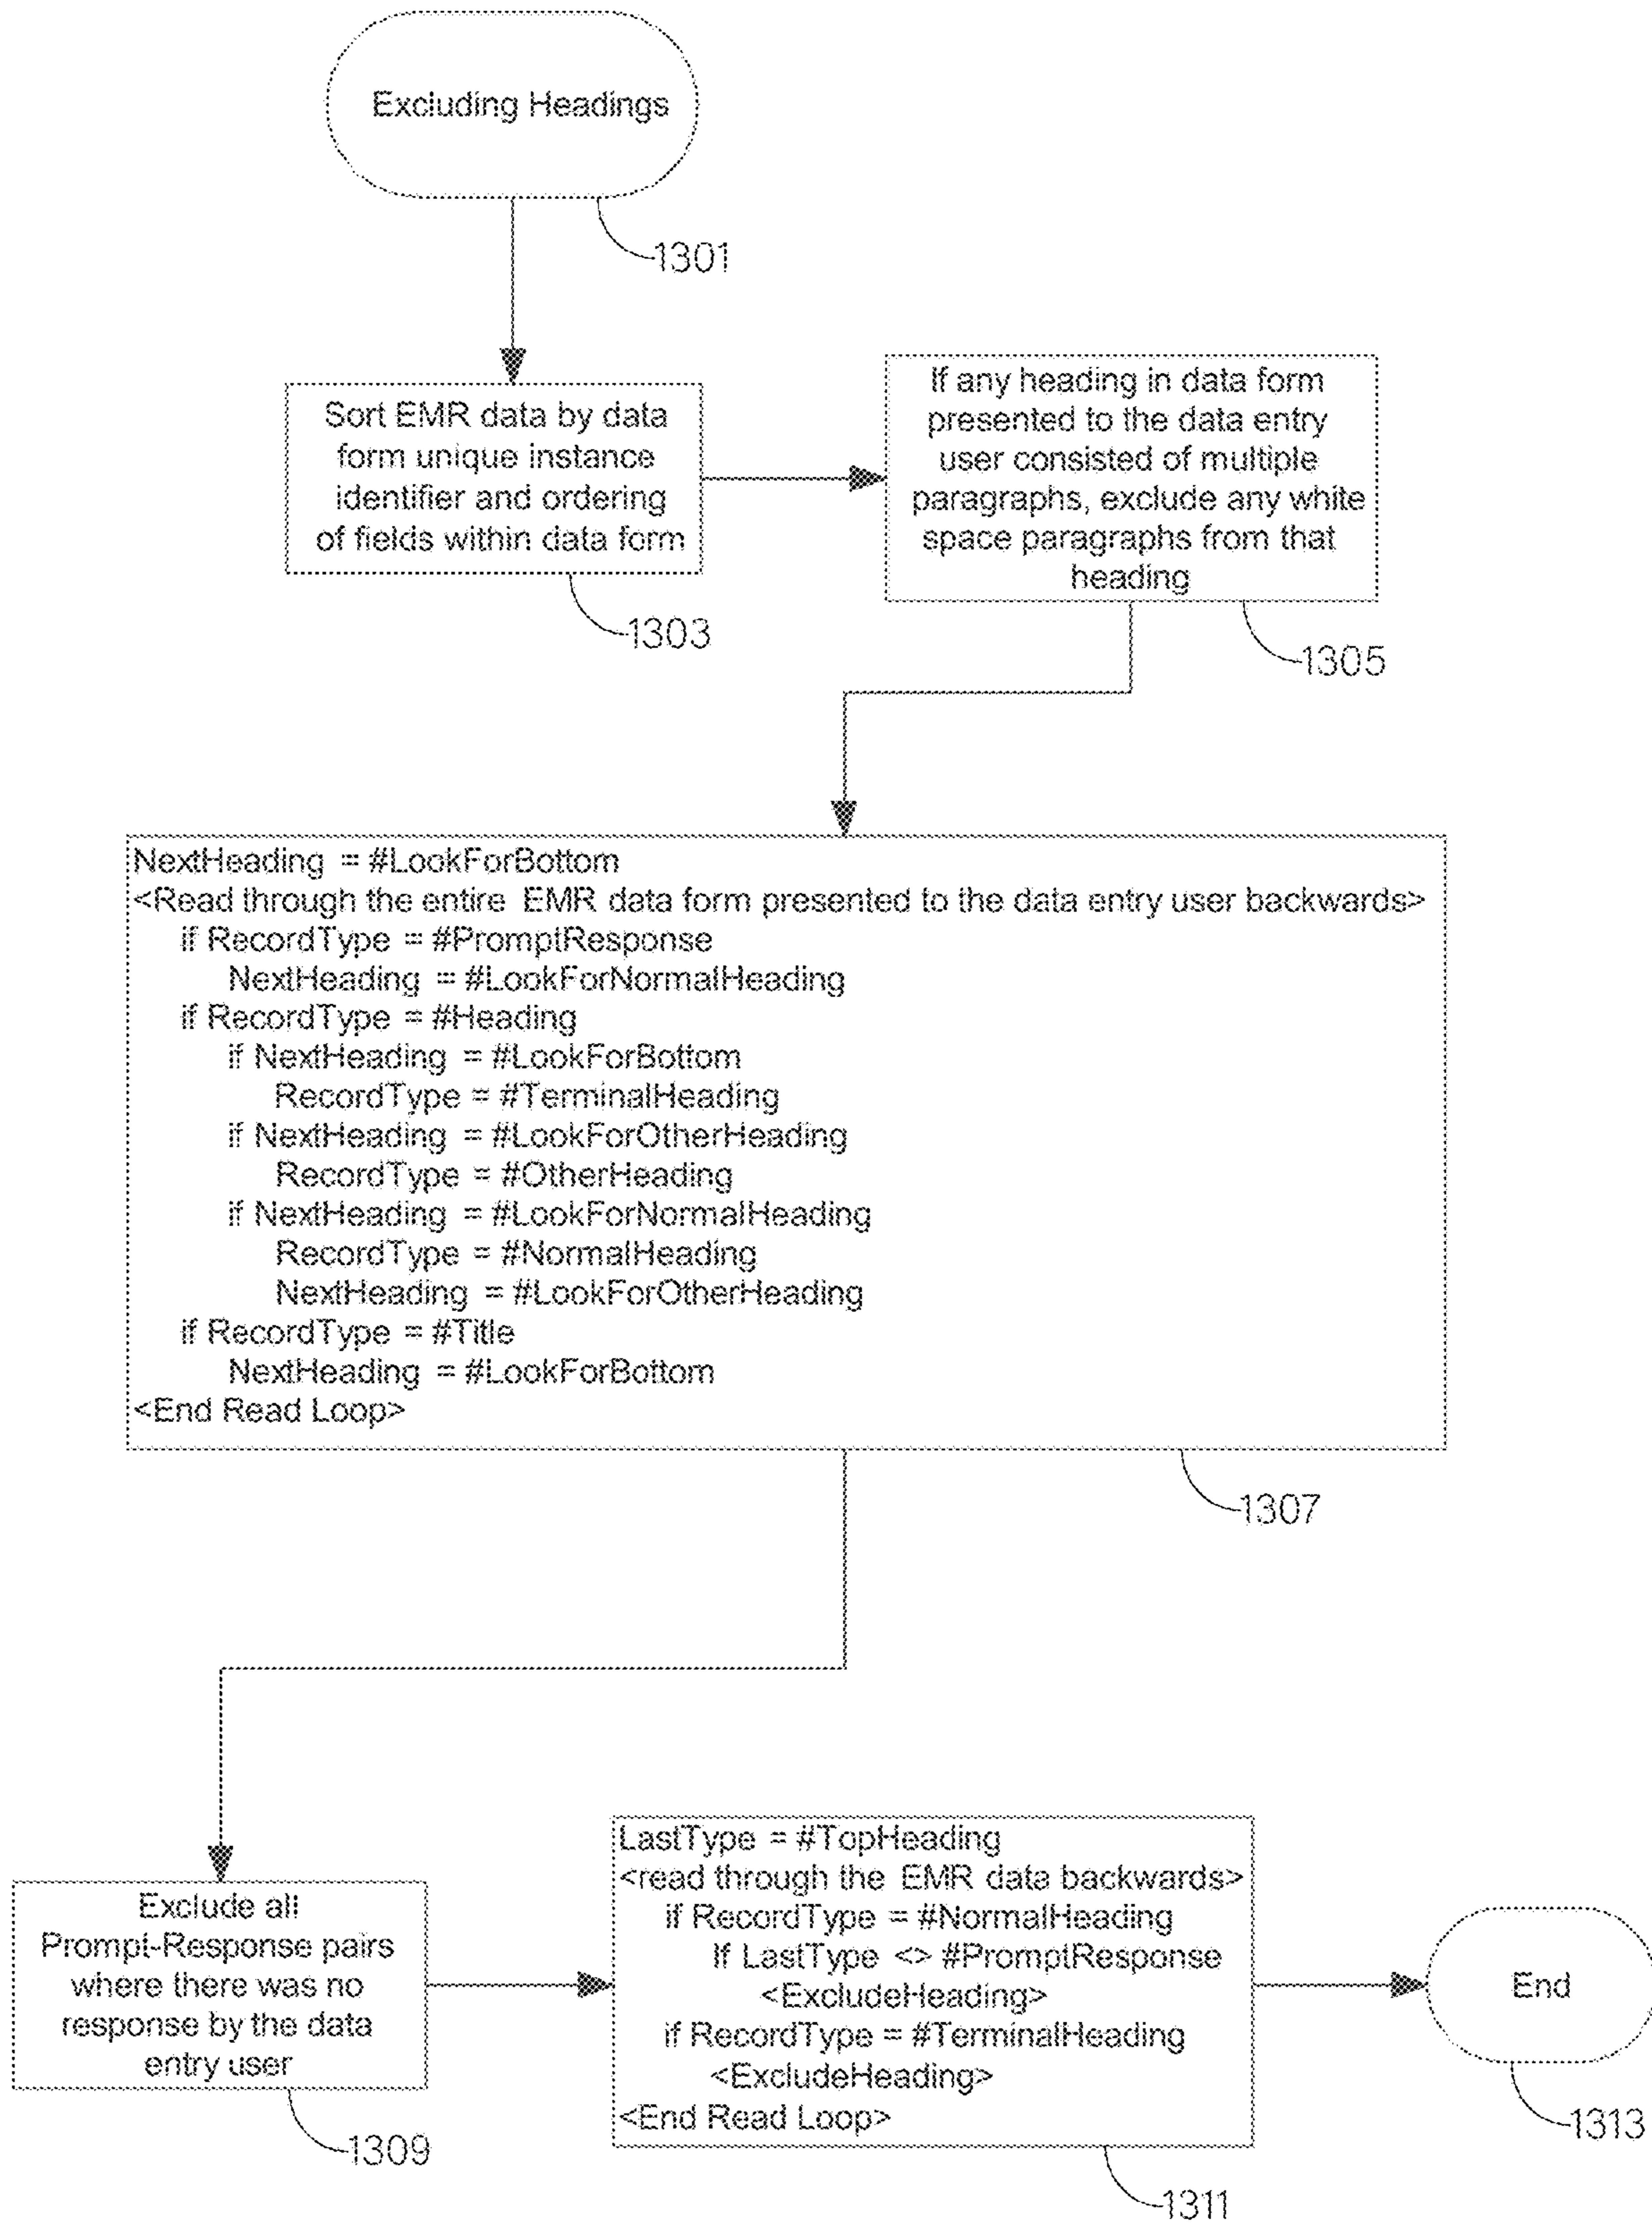 Excluding Headings
1301
Sort EMR data by data
form unique instance
identifier and ordering
of fields within data form
1303
If any heading in data form
presented to the data entry
user consisted of multiple
paragraphs, exclude any white
space paragraphs from that
heading
1305
NextHeading = #LookForBottom
<Read through the entire EMR data form presented to the data entry user backwards>
if RecordType = #PromptResponse
NextHeading = #LookForNormalHeading
if RecordType = #Heading
if NextHeading = #LookForBottom
RecordType = #TerminalHeading
if NextHeading = #LookForOtherHeading
RecordType = #OtherHeading
if NextHeading = #LookForNormalHeading
RecordType = #NormalHeading
NextHeading = #LookForOtherHeading
if RecordType = #Title
NextHeading = #LookForBottom
<End Read Loop>
1307
Exclude all
Prompt-Response pairs
where there was no
response by the data
entry user
1309
LastType = #TopHeading
<read through the EMR data backwards>
if RecordType = #NormalHeading
If LastType <> #PromptResponse
<ExcludeHeading>
if RecordType = #TerminalHeading
<ExcludeHeading>
<End Read Loop>
1311
End
1313